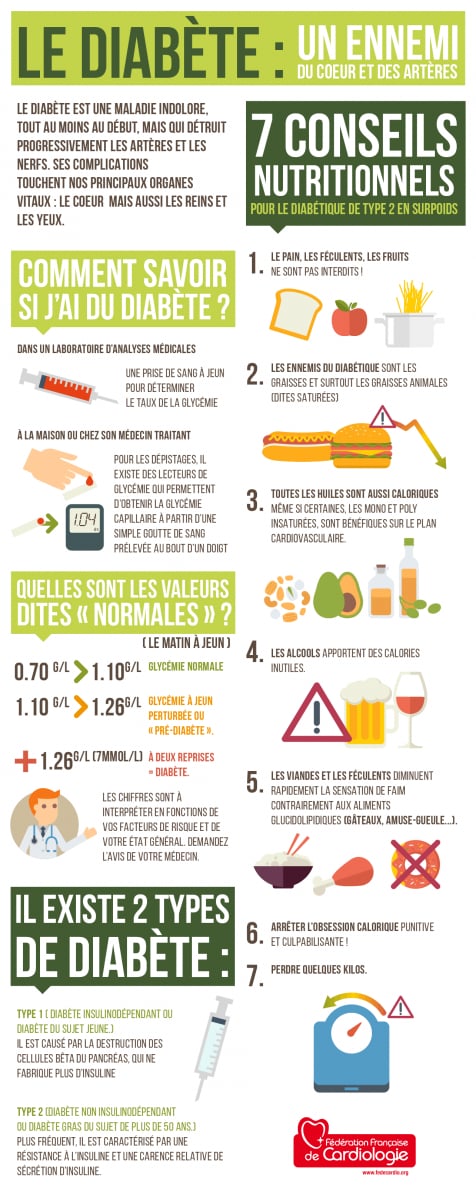 LE DIABÈTE :
UN ENNEMI
DU COEUR ET DES ARTÈRES
LE DIABÈTE EST UNE MALADIE INDOLORE,
TOUT AU MOINS AU DÉBUT, MAIS QUI DÉTRUIT
PROGRESSIVEMENT LES ARTÈRES ET LES
NERFS. SES COMPLICATIONS
TOUCHENT NOS PRINCIPAUX ORGANES
VITAUX : LE COEUR MAIS AUSSI LES REINS ET
LES YEUX.
COMMENT SAVOIR
SI J'AI DU DIABÈTE ?
DANS UN LABORATOIRE D'ANALYSES MÉDICALES
UNE PRISE DE SANG À JEUN
POUR DÉTERMINER
LE TAUX DE LA GLYCÉMIE
À LA MAISON OU CHEZ SON MÉDECIN TRAITANT
POUR LES DÉPISTAGES, IL
EXISTE DES LECTEURS DE
GLYCÉMIE QUI PERMETTENT
D'OBTENIR LA GLYCÉMIE
CAPILLAIRE À PARTIR D'UNE
SIMPLE GOUTTE DE SANG
PRÉLEVÉE AU BOUT D'UN DOIGT
1.04
QUELLES SONT LES VALEURS
DITES « NORMALES » ?
( LE MATIN À JEUN )
0.70 G/L > 1.10 G/L GLYCÉMIE NORMALE
1.10 G/L > 1.26 G/L GLYCÉMIE À JEUN
PERTURBÉE OU
« PRÉ-DIABÈTE ».
+ 1.26 G/L (7MMOL/L) À DEUX REPRISES
= DIABÈTE.
LES CHIFFRES SONT À
INTERPRÉTER EN FONCTIONS DE
VOS FACTEURS DE RISQUE ET DE
VOTRE ÉTAT GÉNÉRAL. DEMANDEZ
L'AVIS DE VOTRE MÉDECIN.
IL EXISTE 2 TYPES
DE DIABÈTE :
TYPE 1 ( DIABÈTE INSULINODÉPENDANT OU
DIABÈTE DU SUJET JEUNE.)
IL EST CAUSÉ PAR LA DESTRUCTION DES
CELLULES BÊTA DU PANCRÉAS, QUI NE
FABRIQUE PLUS D'INSULINE
TYPE 2 (DIABÈTE NON INSULINODÉPENDANT
OU DIABÈTE GRAS DU SUJET DE PLUS DE 50 ANS.)
PLUS FRÉQUENT, IL EST CARACTÉRISÉ PAR UNE
RÉSISTANCE À L'INSULINE ET UNE CARENCE RELATIVE DE
SÉCRÉTION D'INSULINE.
7 CONSEILS
NUTRITIONNELS
POUR LE DIABÉTIQUE DE TYPE 2 EN SURPOIDS
1. LE PAIN, LES FÉCULENTS, LES FRUITS
NE SONT PAS INTERDITS !
2. LES ENNEMIS DU DIABÉTIQUE SONT LES
GRAISSES ET SURTOUT LES GRAISSES ANIMALES
(DITES SATURÉES)
3. TOUTES LES HUILES SONT AUSSI CALORIQUES
MÊME SI CERTAINES, LES MONO ET POLY
INSATURÉES, SONT BÉNÉFIQUES SUR LE PLAN
CARDIOVASCULAIRE.
4. LES ALCOOLS APPORTENT DES CALORIES
INUTILES.
5. LES VIANDES ET LES FÉCULENTS DIMINUENT
RAPIDEMENT LA SENSATION DE FAIM
CONTRAIREMENT AUX ALIMENTS
GLUCIDOLIPIDIQUES (GÂTEAUX, AMUSE-GUEULE...).
6. ARRÊTER L'OBSESSION CALORIQUE PUNITIVE
ET CULPABILISANTE !
7. PERDRE QUELQUES KILOS.
Fédération Française
de Cardiologie
www.fedecardio.org